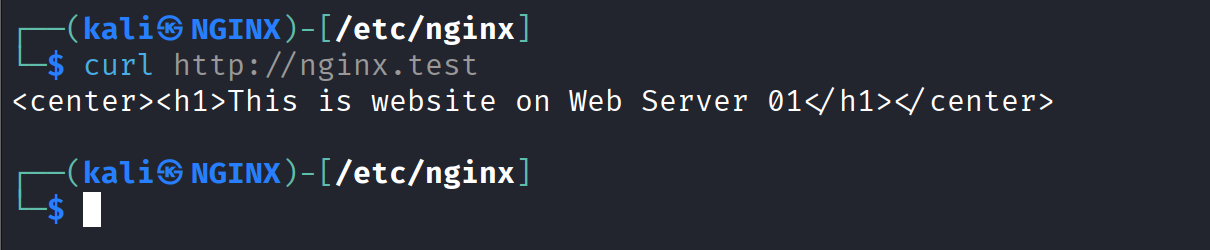 ┌──(kali㉿NGINX)-[/etc/nginx]
└─$ curl http://nginx.test
<center><h1>This is website on Web Server 01</h1></center>
┌──(kali㉿NGINX)-[/etc/nginx]
└─$